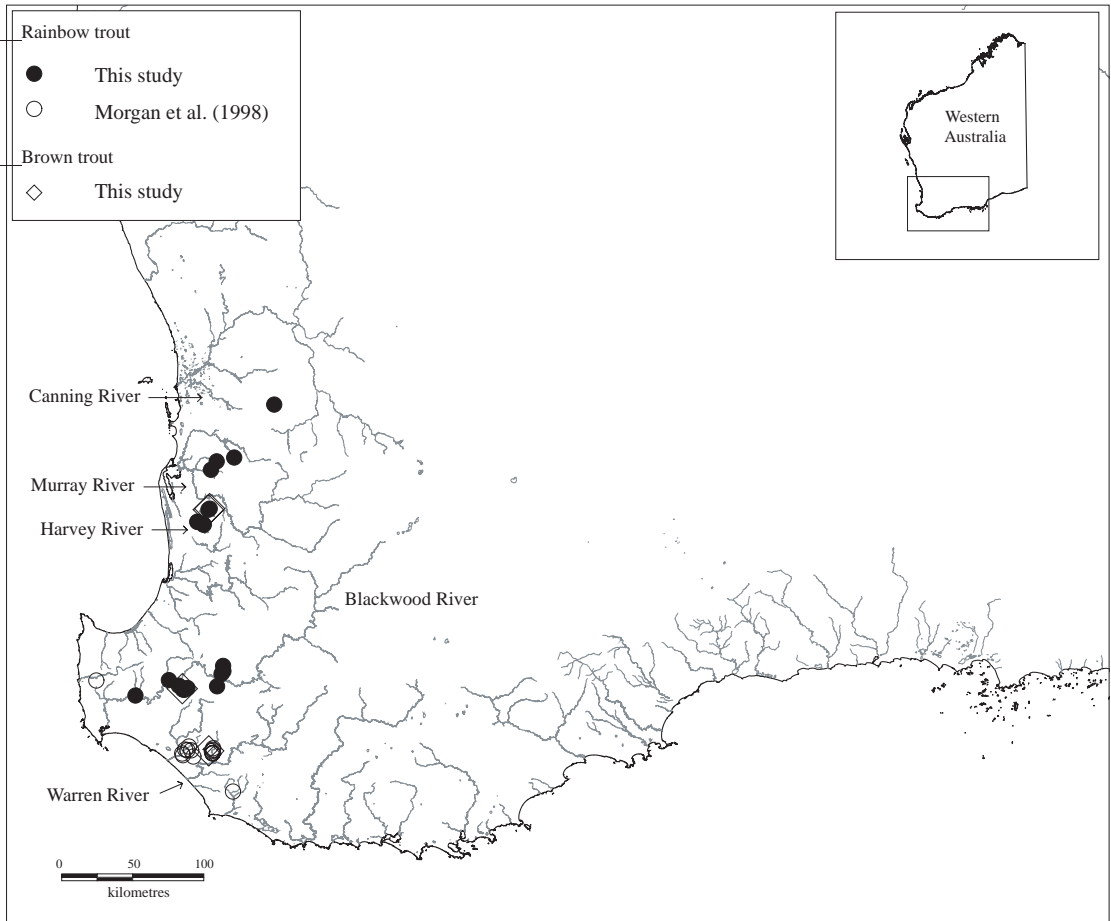 Rainbow trout
This study
Morgan et al. (1998)
Brown trout
This study
Western
Australia
Canning River
Murray River
Harvey River
Blackwood River
Warren River
0 50 100
kilometres